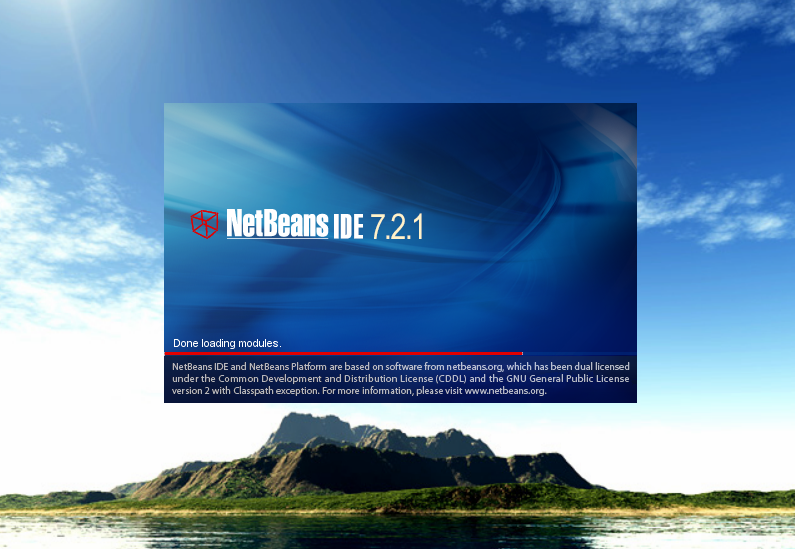 NetBeans IDE 7.2.1
Done loading modules.
NetBeans IDE and NetBeans Platform are based on software from netbeans.org, which has been dual licensed
under the Common Development and Distribution License (CDDL) and the GNU General Public License
version 2 with Classpath exception. For more information, please visit www.netbeans.org.